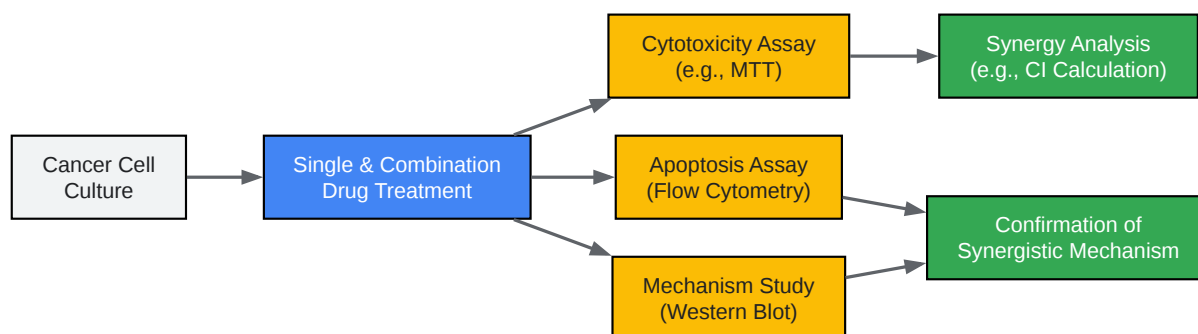 Cancer Cell
Culture
Single & Combination
Drug Treatment
Cytotoxicity Assay
(e.g., MTT)
Synergy Analysis
(e.g., CI Calculation)
Apoptosis Assay
(Flow Cytometry)
Mechanism Study
(Western Blot)
Confirmation of
Synergistic Mechanism